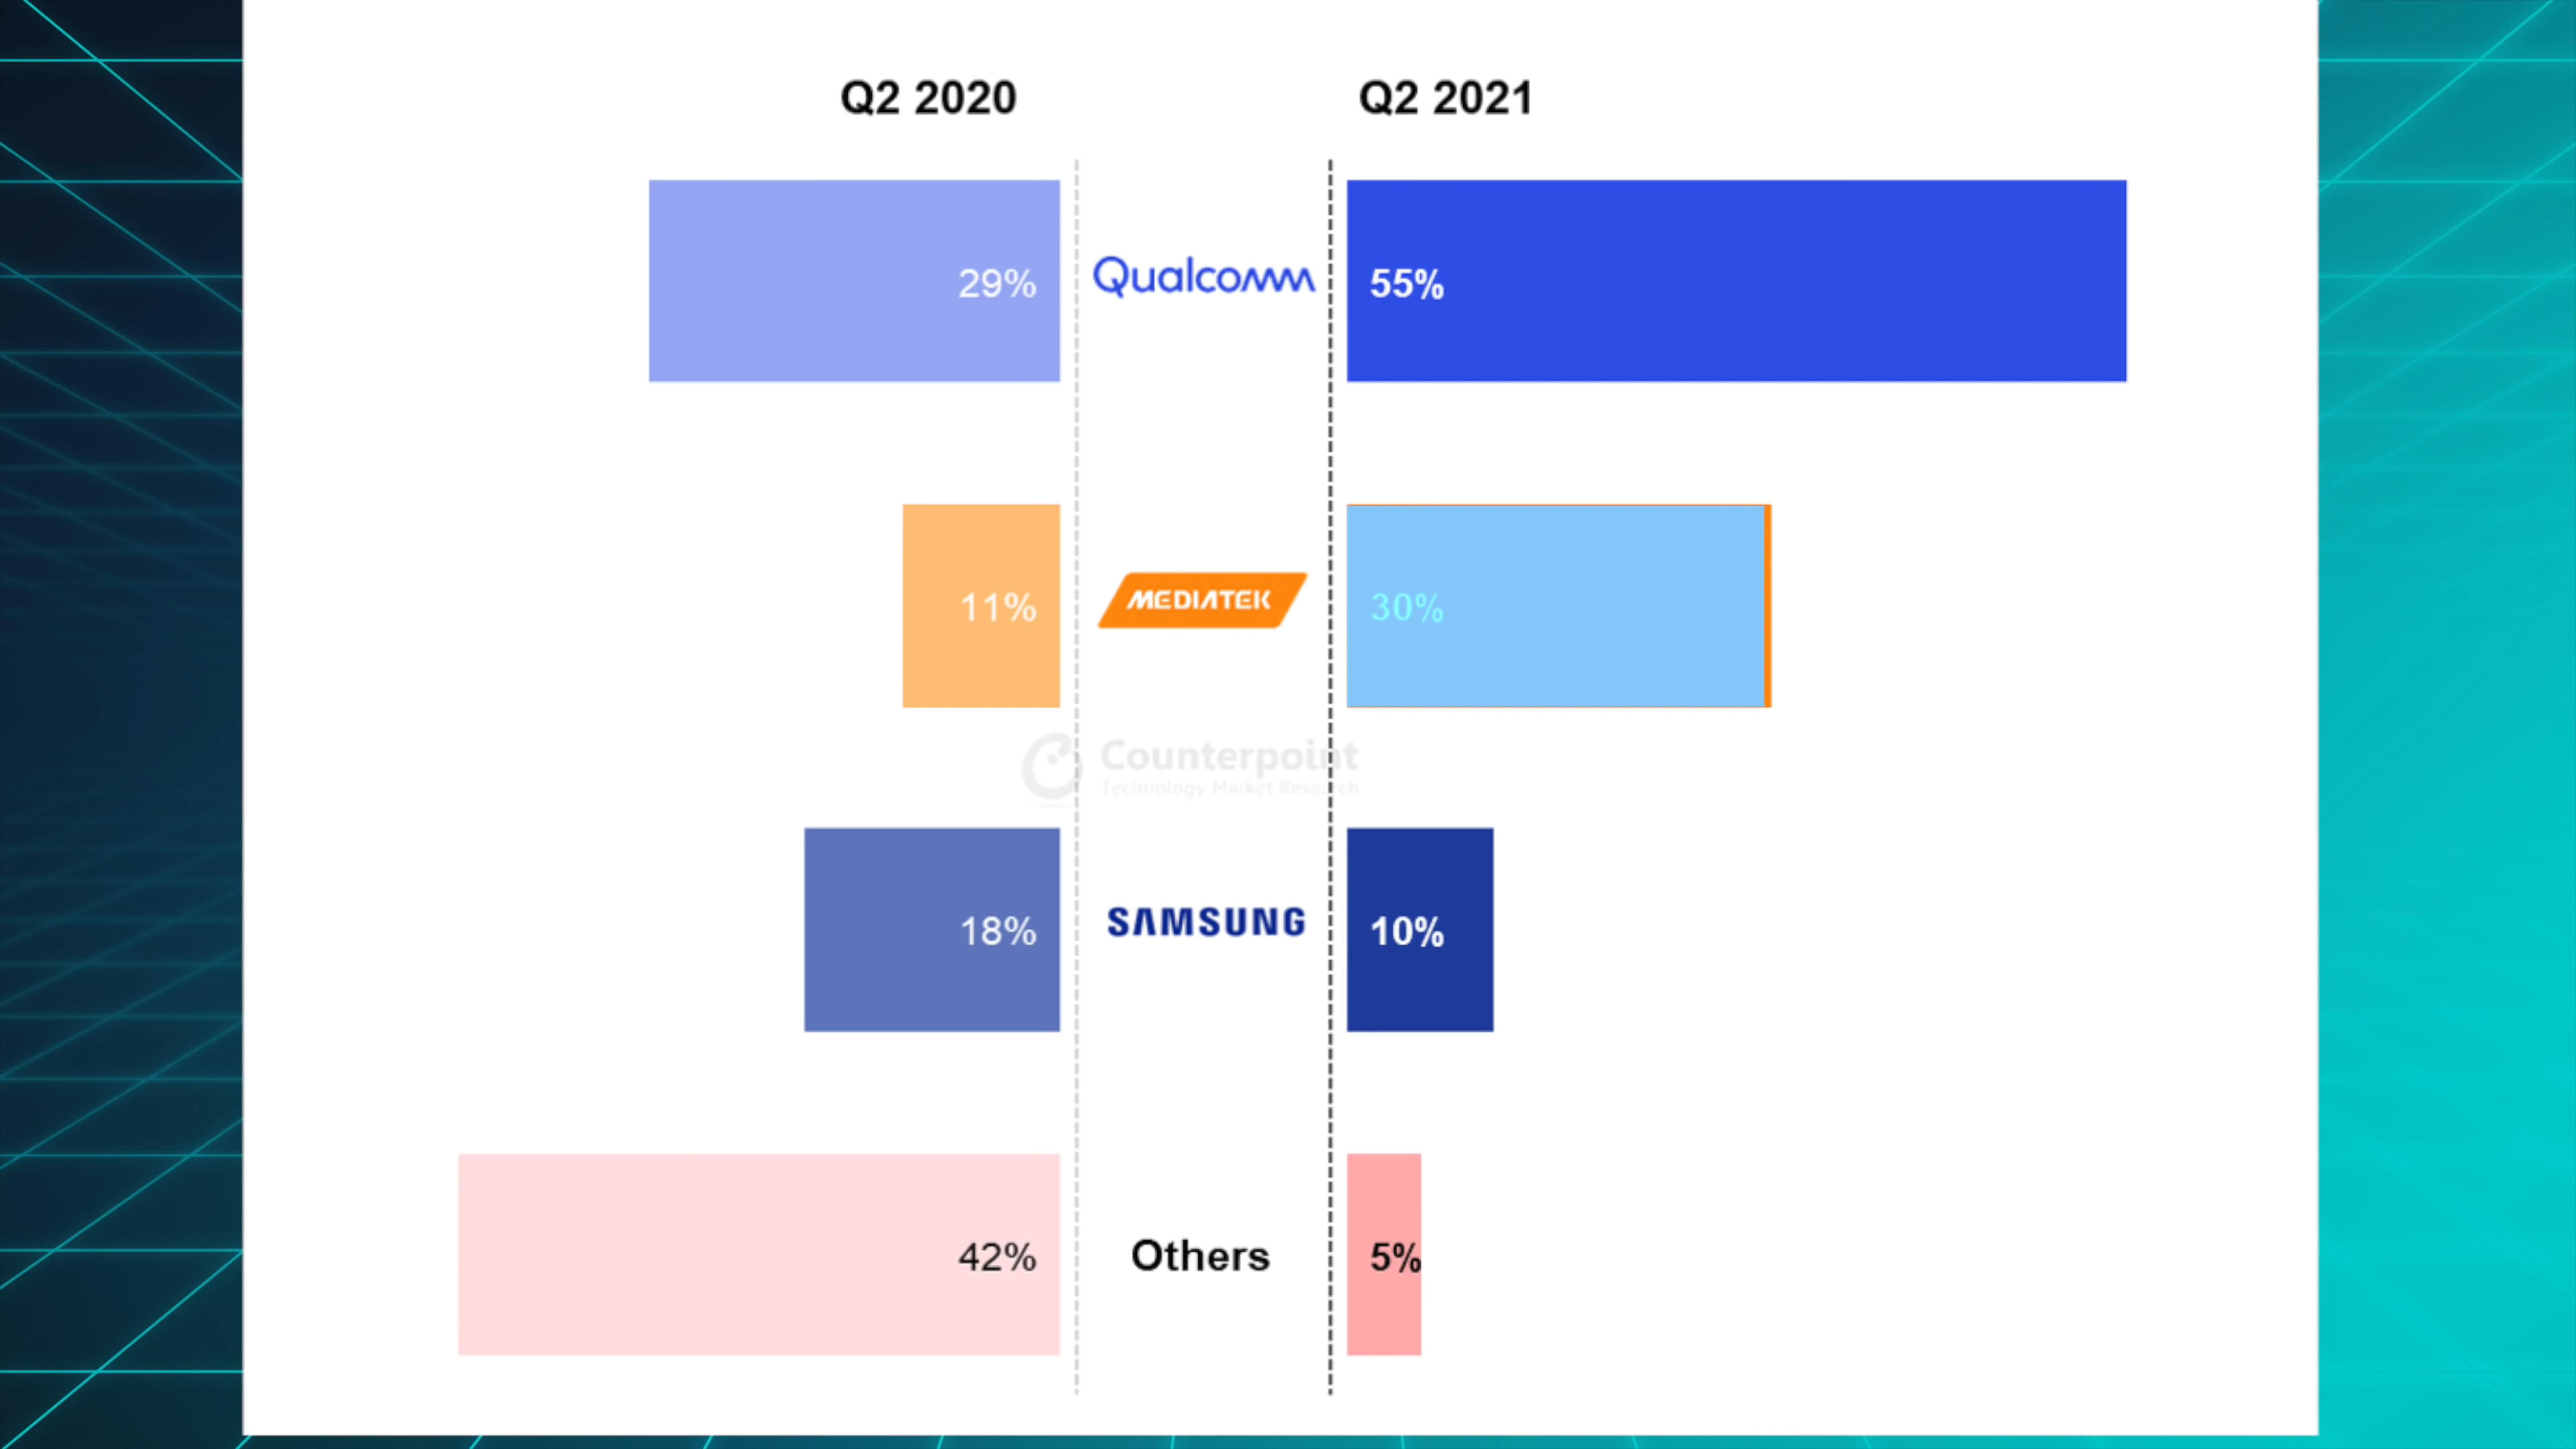 Q2 2020 Q2 2021
29% Qualcomm 55%
11% MEDIATEK 30%
Counterpoint
Technology Market Research
18% SAMSUNG 10%
42% Others 5%